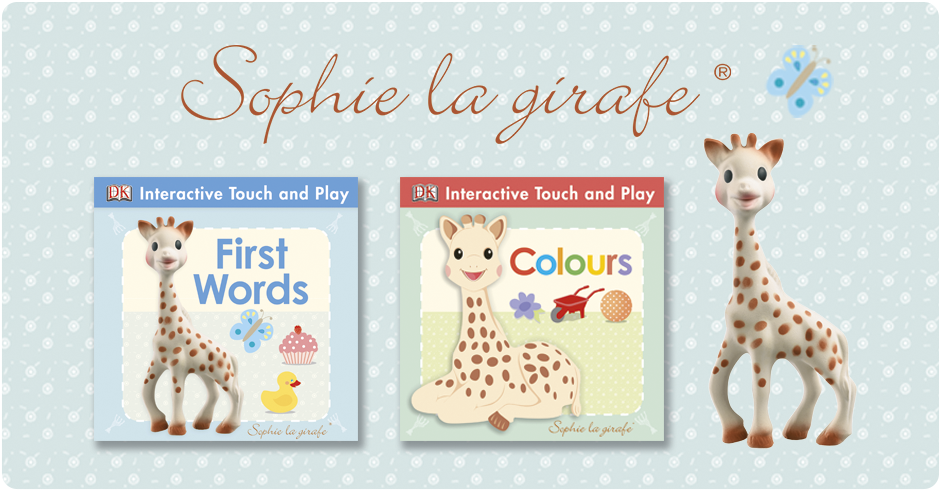 Sophie la girafe ®
DK Interactive Touch and Play
First
Words
Sophie la girafe®
DK Interactive Touch and Play
Colours
Sophie la girafe®